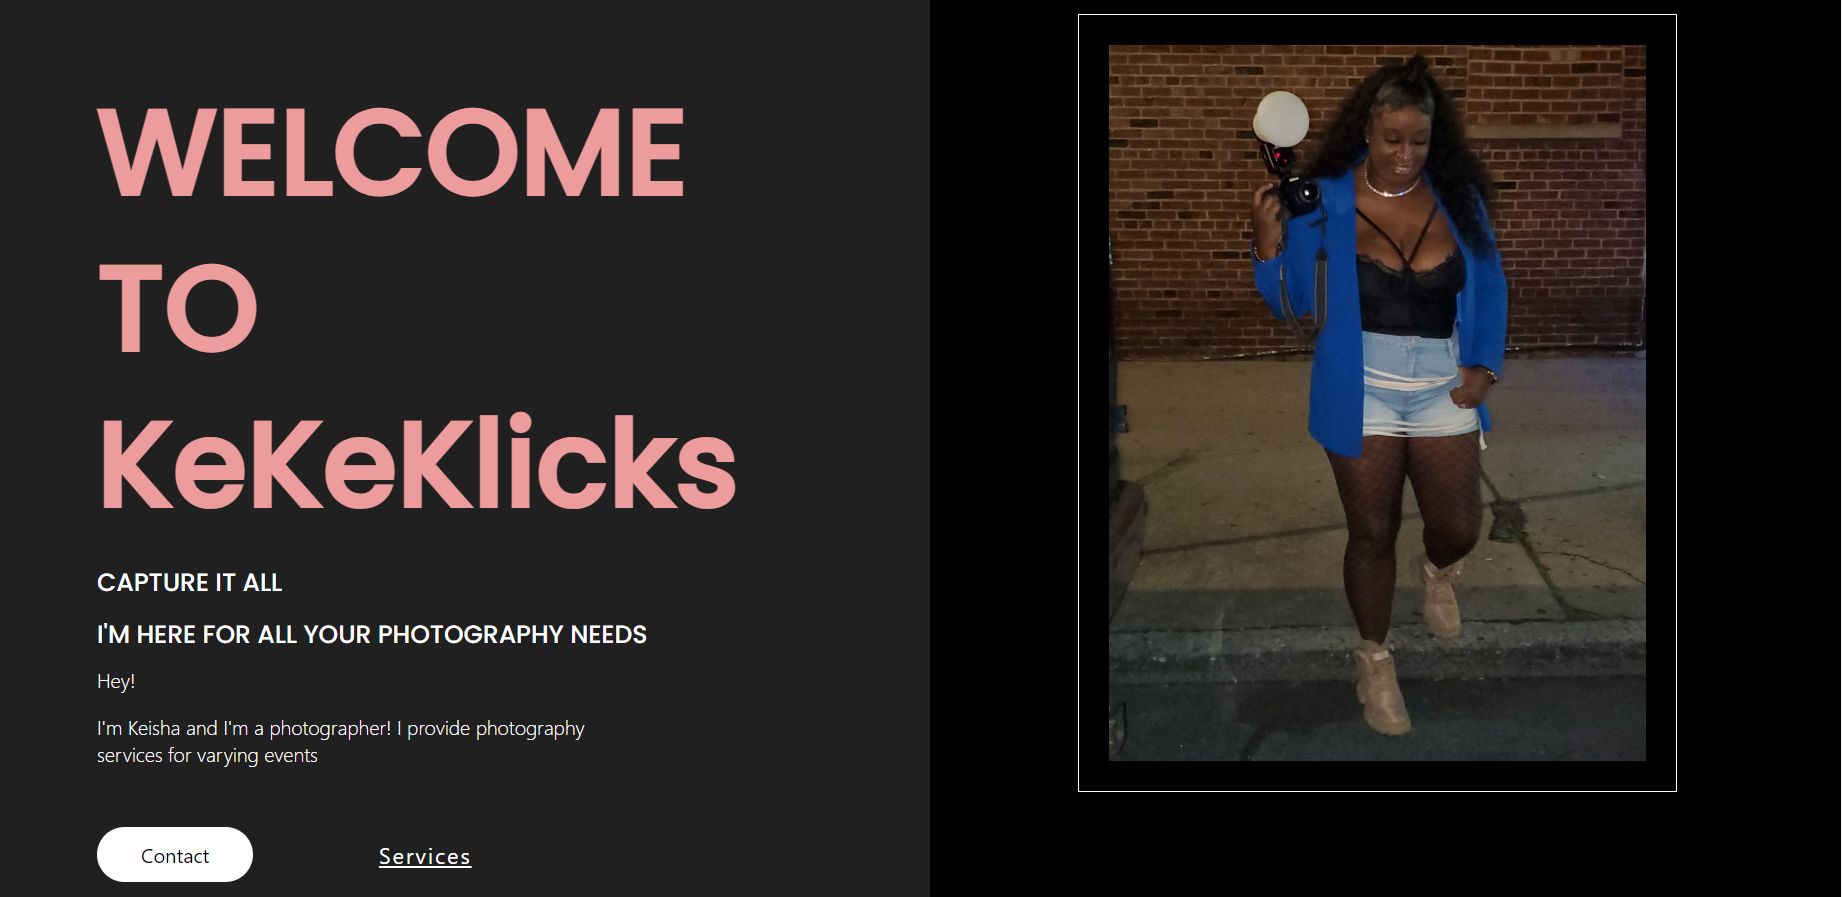 WELCOME
TO
KeKeKlicks
CAPTURE IT ALL
I'M HERE FOR ALL YOUR PHOTOGRAPHY NEEDS
Hey!
I'm Keisha and I'm a photographer! I provide photography
services for varying events
Contact
Services